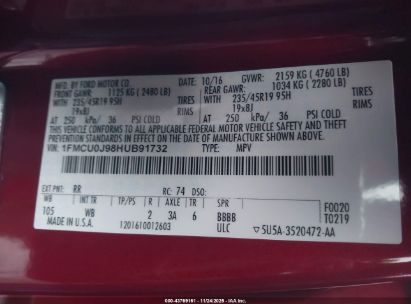 MFD. BY FORD MOTOR CO. DATE: 10/16 GVWR: 2159 KG (4760 LB)
FRONT GAWR: 1125 KG (2480 LB) REAR GAWR: 1034 KG (2280 LB)
235/45R19 95H TIRES 235/45R19 95H TIRES
19x8J RIMS 19x8J RIMS
AT 250 kPa/ 36 PSI COLD AT 250 kPa/ 36 PSI COLD
THIS VEHICLE CONFORMS TO ALL APPLICABLE FEDERAL MOTOR VEHICLE SAFETY AND THEFT PREVENTION STANDARDS IN EFFECT ON THE DATE OF MANUFACTURE SHOWN ABOVE.
VIN: 1FMCU0J98HUB91732 TYPE: MPV
EXT PNT: RR RC: 74 DSO: F0020
WB INT TR TP/PS R AXLE TR SPR T0219
105 WB 2 3A 6 BBBB
MADE IN U.S.A. 1201610012603 ULC 5U5A-3520472-AA
000-43769161 - 11/24/2025 - IAAI